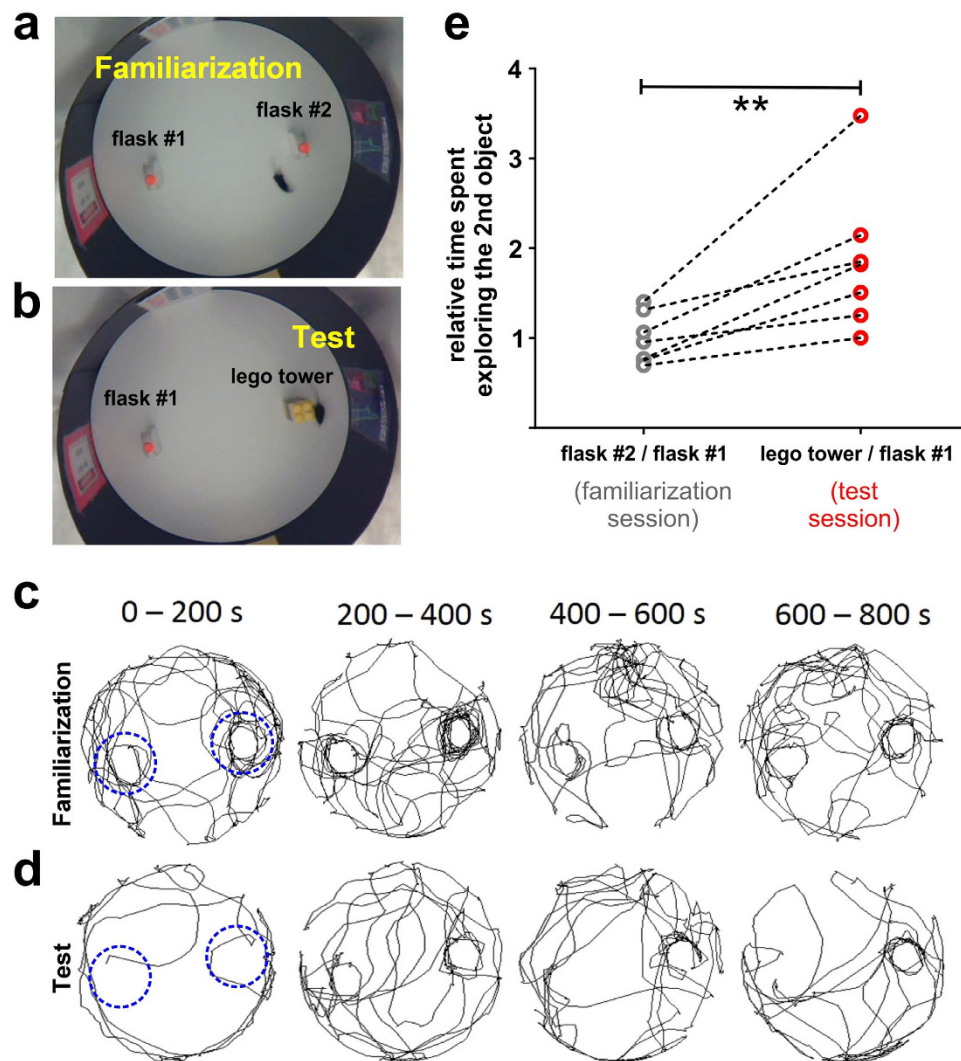 a
Familiarization
flask #1
flask #2
b
Test
flask #1
lego tower
e
relative time spent
exploring the 2nd object
4
3
2
1
**
flask #2 / flask #1
(familiarization
session)
lego tower / flask #1
(test
session)
c
Familiarization
0 – 200 s
200 – 400 s
400 – 600 s
600 – 800 s
d
Test